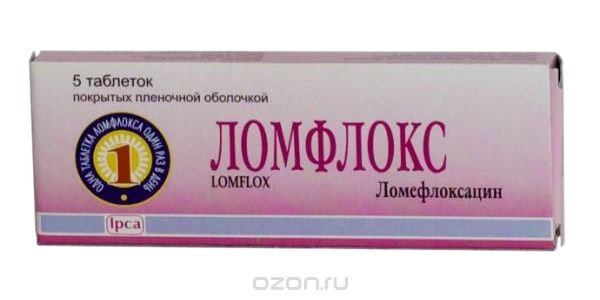 5 таблеток
покрытых пленочной оболочкой
ОДНА ТАБЛЕТКА ЛОМФЛОКСА ОДИН РАЗ В ДЕНЬ
1
ЛОМФЛОКС
LOMFLOX
Ломефлоксацин
Ipca
ozon.ru